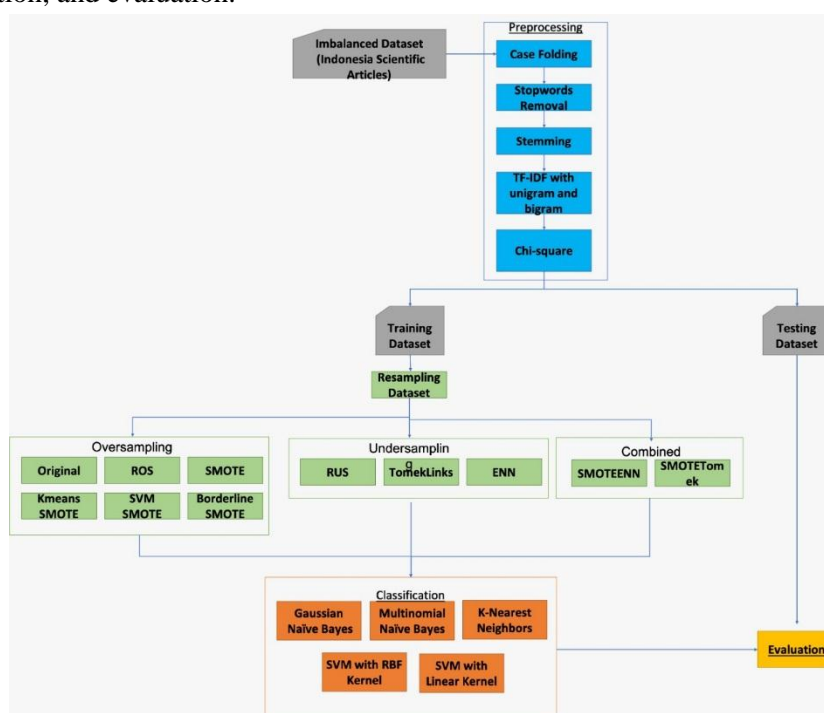 tion, and evaluation.
Preprocessing
Imbalanced Dataset
(Indonesia Scientific
Articles)
Case Folding
Stopwords
Removal
Stemming
TF-IDF with
unigram and
bigram
Chi-square
Training
Dataset
Testing
Dataset
Resampling
Dataset
Oversampling
Original
ROS
SMOTE
Kmeans
SMOTE
SVM
SMOTE
Borderline
SMOTE
Undersamplin
g
RUS
TomekLinks
ENN
Combined
SMOTEENN
SMOTETom
ek
Classification
Gaussian
Naïve Bayes
Multinomial
Naïve Bayes
K-Nearest
Neighbors
SVM with RBF
Kernel
SVM with
Linear Kernel
Evaluation